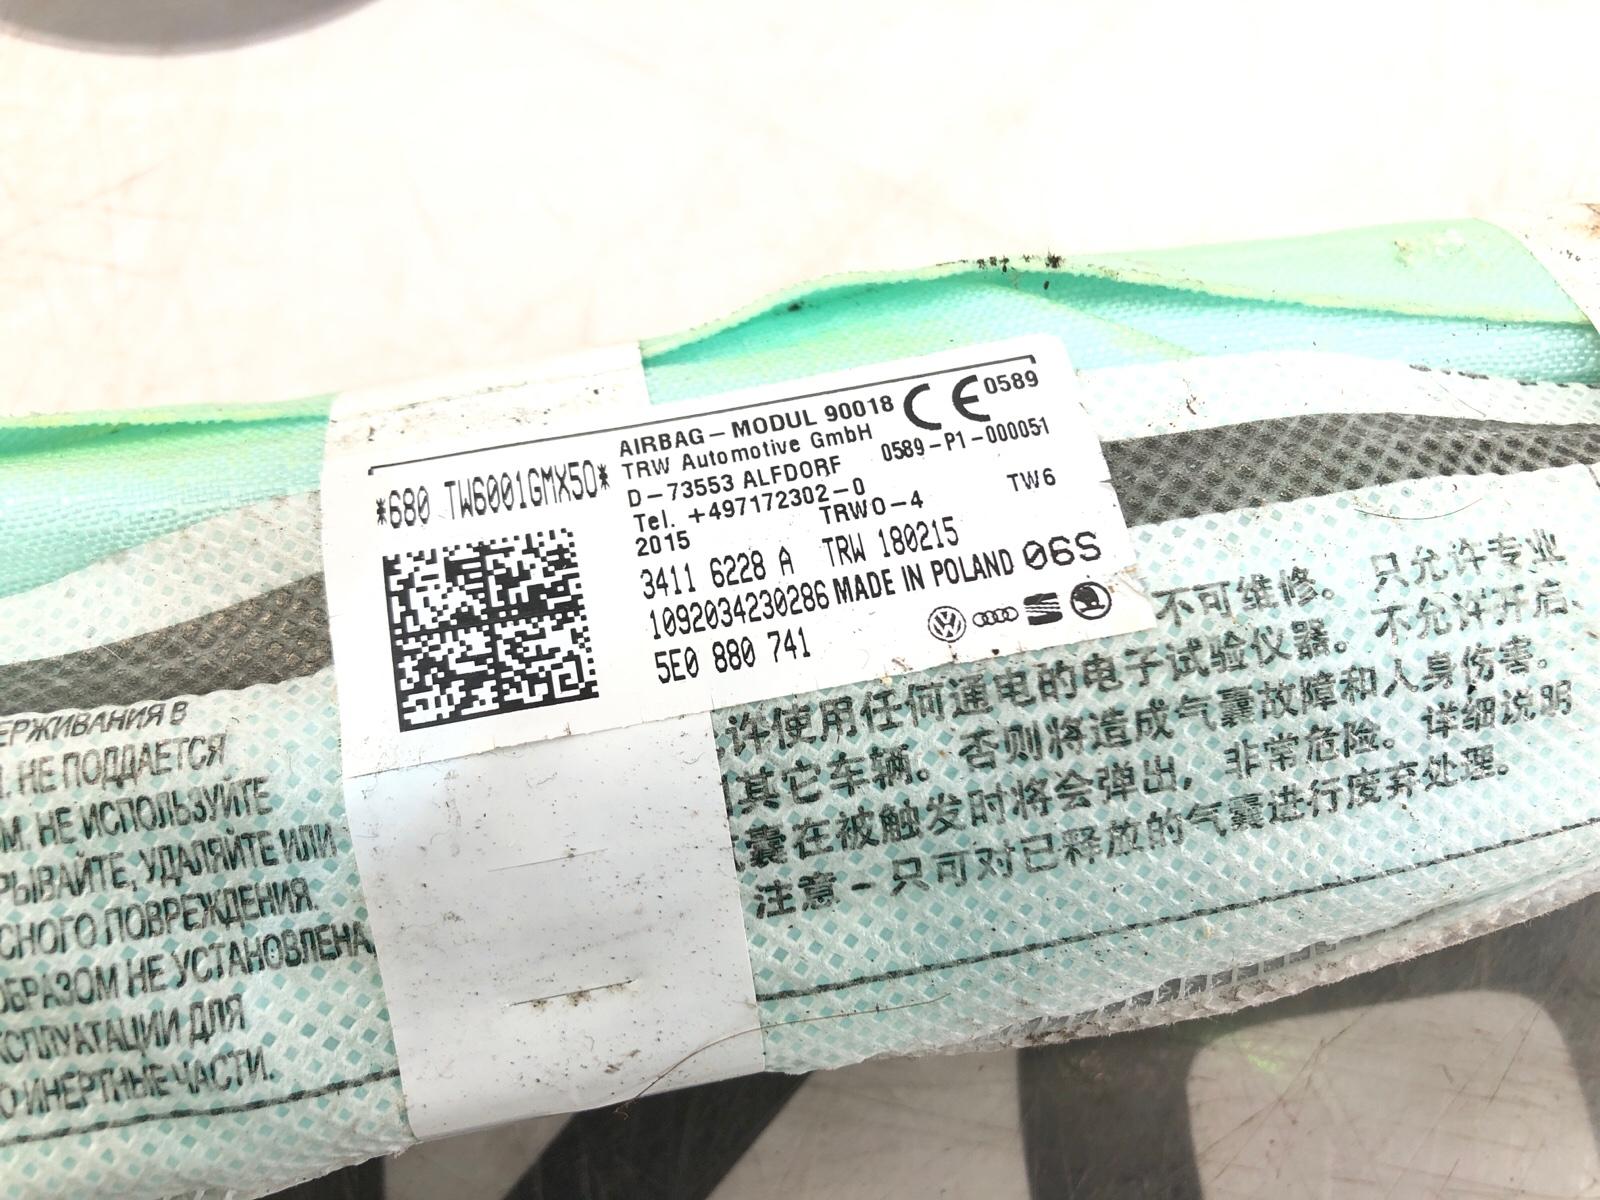 *680 TW6001GMX50*
AIRBAG-MODUL 90018 CE 0589
TRW Automotive GmbH 0589-P1-000051
D-73553 ALFDORF
Tel. +497172302-0
2015 TRWO-4 TW6
3411 6228 A TRW 180215
1092034230286 MADE IN POLAND 06S
5E0 880 741
ЕРЖИВАНИЯ В
НЕ ПОДДАЕТСЯ
М. НЕ ИСПОЛЬЗУЙТЕ
РЫВАЙТЕ, УДАЛЯЙТЕ ИЛИ
СНОГО ПОВРЕЖДЕНИЯ.
ОБРАЗОМ НЕ УСТАНОВЛЕНА,
КСПЛУАТАЦИИ ДЛЯ
О ИНЕРТНЫЕ ЧАСТИ.
不可维修。 只允许专业
许使用任何通电的电子试验仪器。 不允许开启、
其它车辆。否则将造成气囊故障和人身伤害。
囊在被触发时将会弹出，非常危险。详细说明
注意-只可对已释放的气囊进行废弃处理。